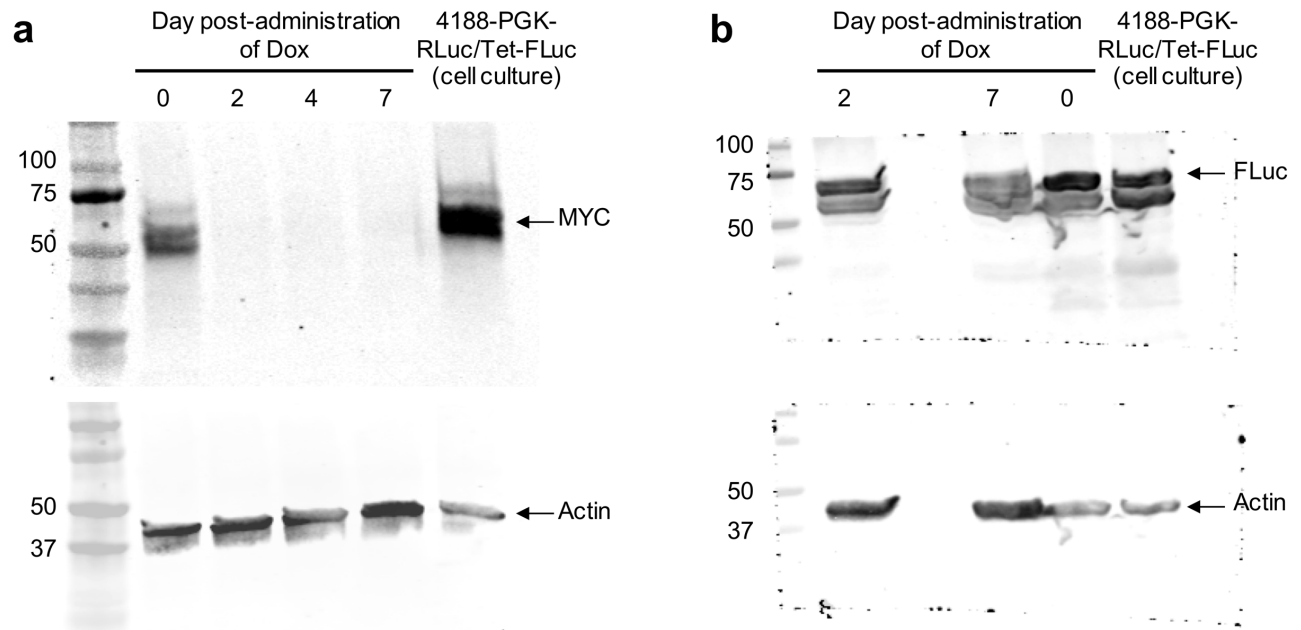 a
Day post-administration
of Dox
4188-PGK-
RLuc/Tet-FLuc
(cell culture)
0 2 4 7
100
75
50
MYC
50
37
Actin
b
Day post-administration
of Dox
4188-PGK-
RLuc/Tet-FLuc
(cell culture)
2 7 0
100
75
50
FLuc
50
37
Actin